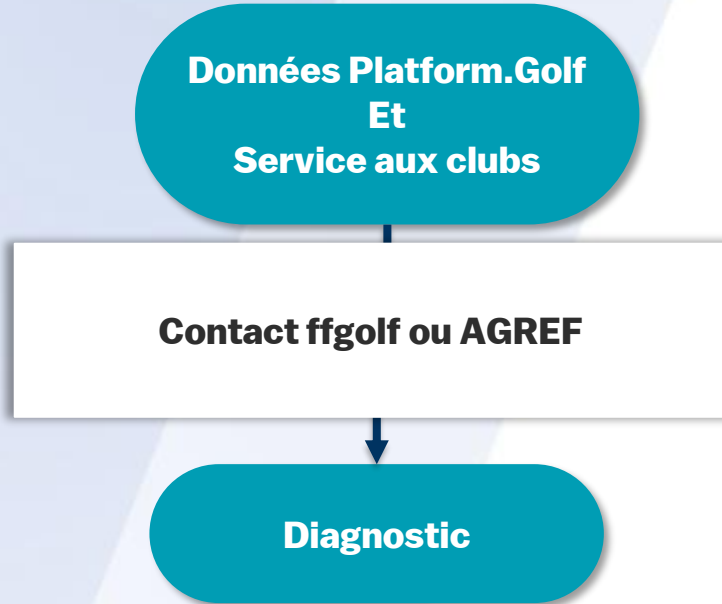 Données Platform.Golf
Et
Service aux clubs
Contact ffgolf ou AGREF
Diagnostic